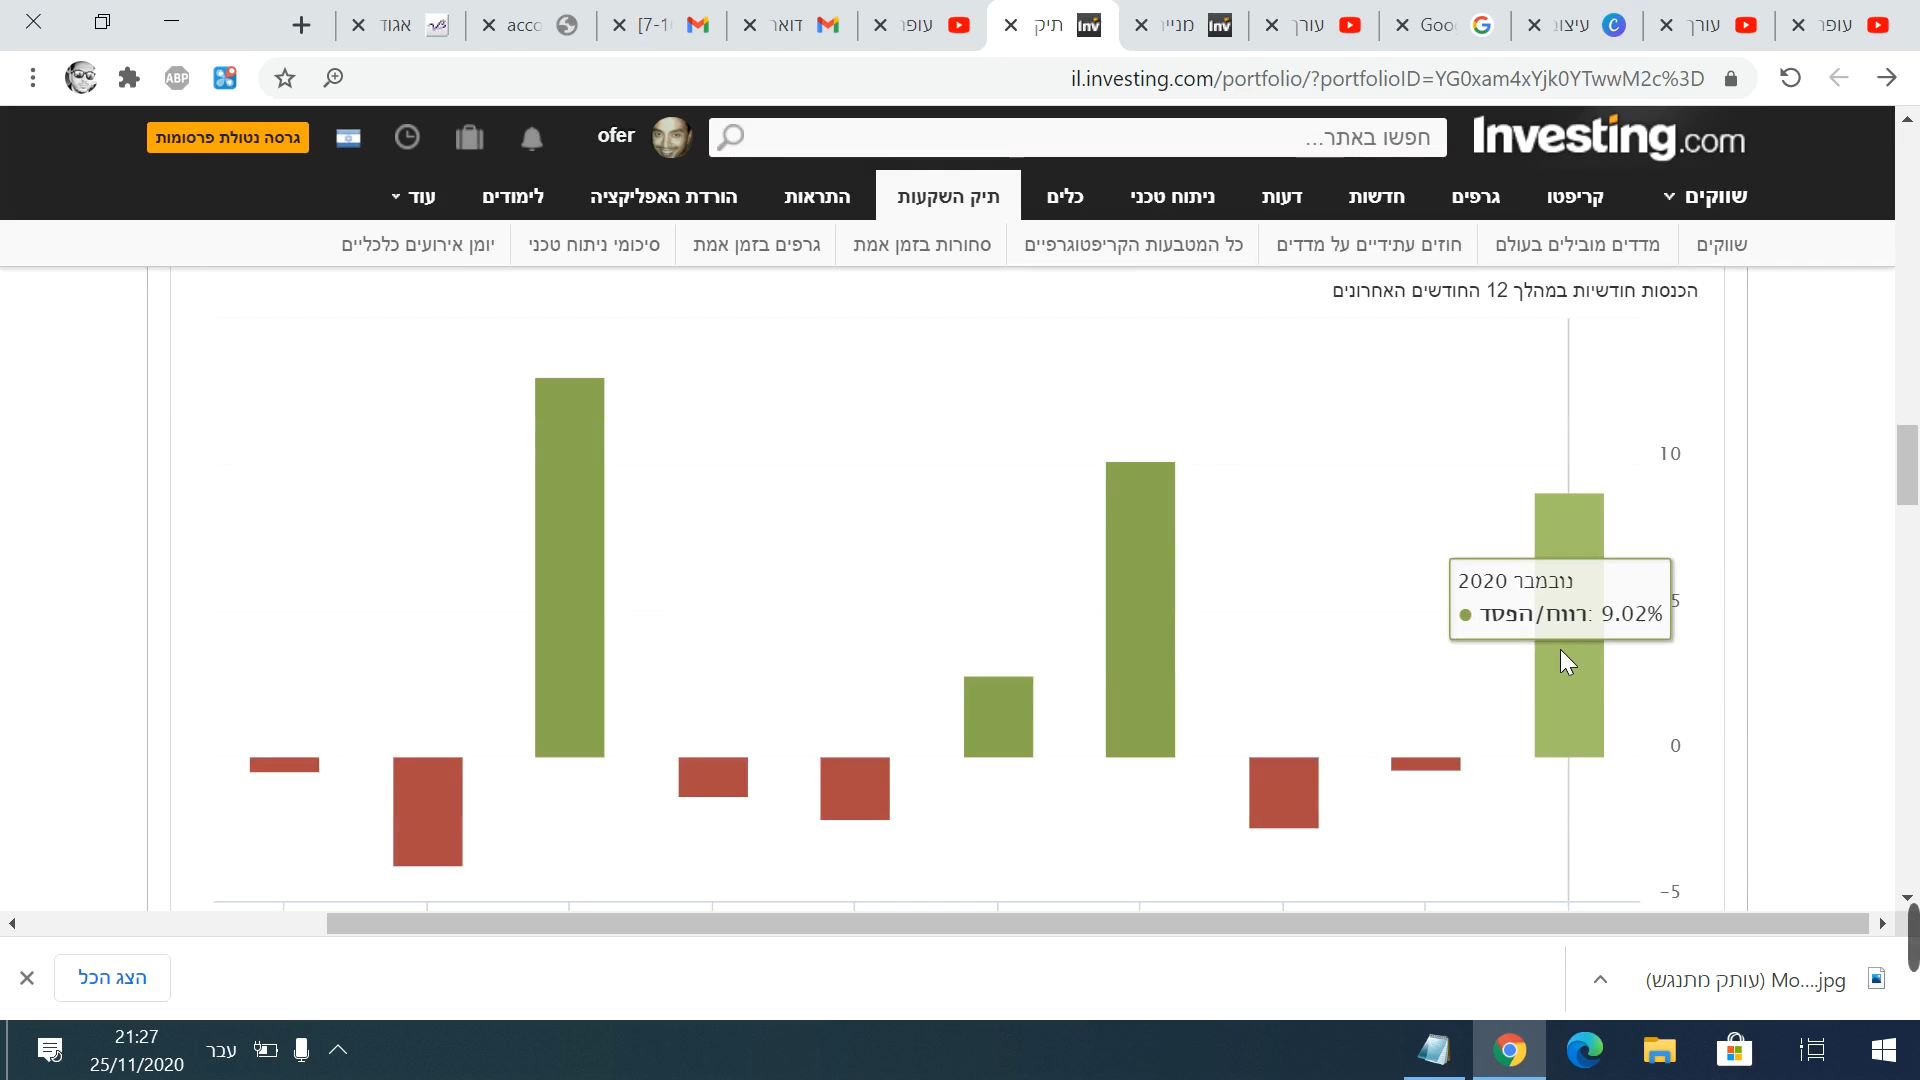 עופר
עורך
עיצוב
Goo
עורך
מניי
תיק
עופר
דואר
[7-1
acco
אגוד
il.investing.com/portfolio/?portfolioID=YG0xam4xYjk0YTwwM2c%3D
ABP
Investing.com
חפשו באתר...
ofer
גרסה נטולת פרסומות
שווקים
קריפטו
גרפים
חדשות
דעות
ניתוח טכני
כלים
תיק השקעות
התראות
הורדת האפליקציה
לימודים
עוד
שווקים
מדדים מובילים בעולם
חוזים עתידיים על מדדים
כל המטבעות הקריפטוגרפיים
סחורות בזמן אמת
גרפים בזמן אמת
סיכומי ניתוח טכני
יומן אירועים כלכליים
הכנסות חודשיות במהלך 12 החודשים האחרונים
10
נובמבר 2020
רווח/הפסד: 9.02%
5
0
-5
Mo....jpg (עותק מתנגש)
הצג הכל
עבר
21:27
25/11/2020